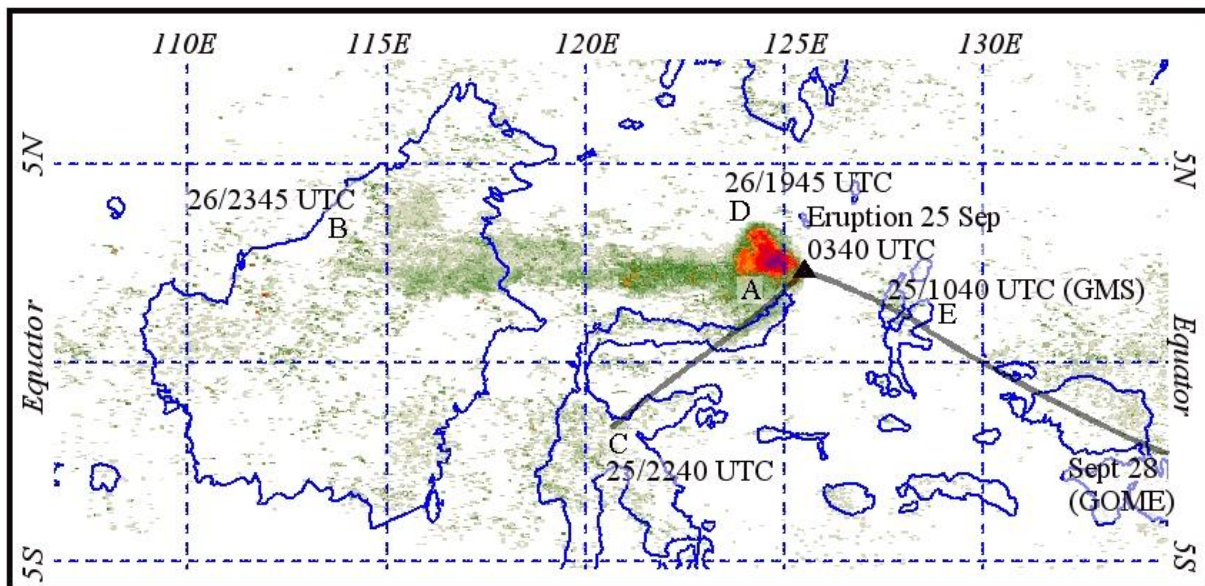 110E 115E 120E 125E 130E
5N
5N
26/1945 UTC
26/2345 UTC
D
Eruption 25 Sep
B
0340 UTC
A
25/1040 UTC (GMS)
E
Equator
Equator
C
25/2240 UTC
Sept 28
(GOME)
5S
5S